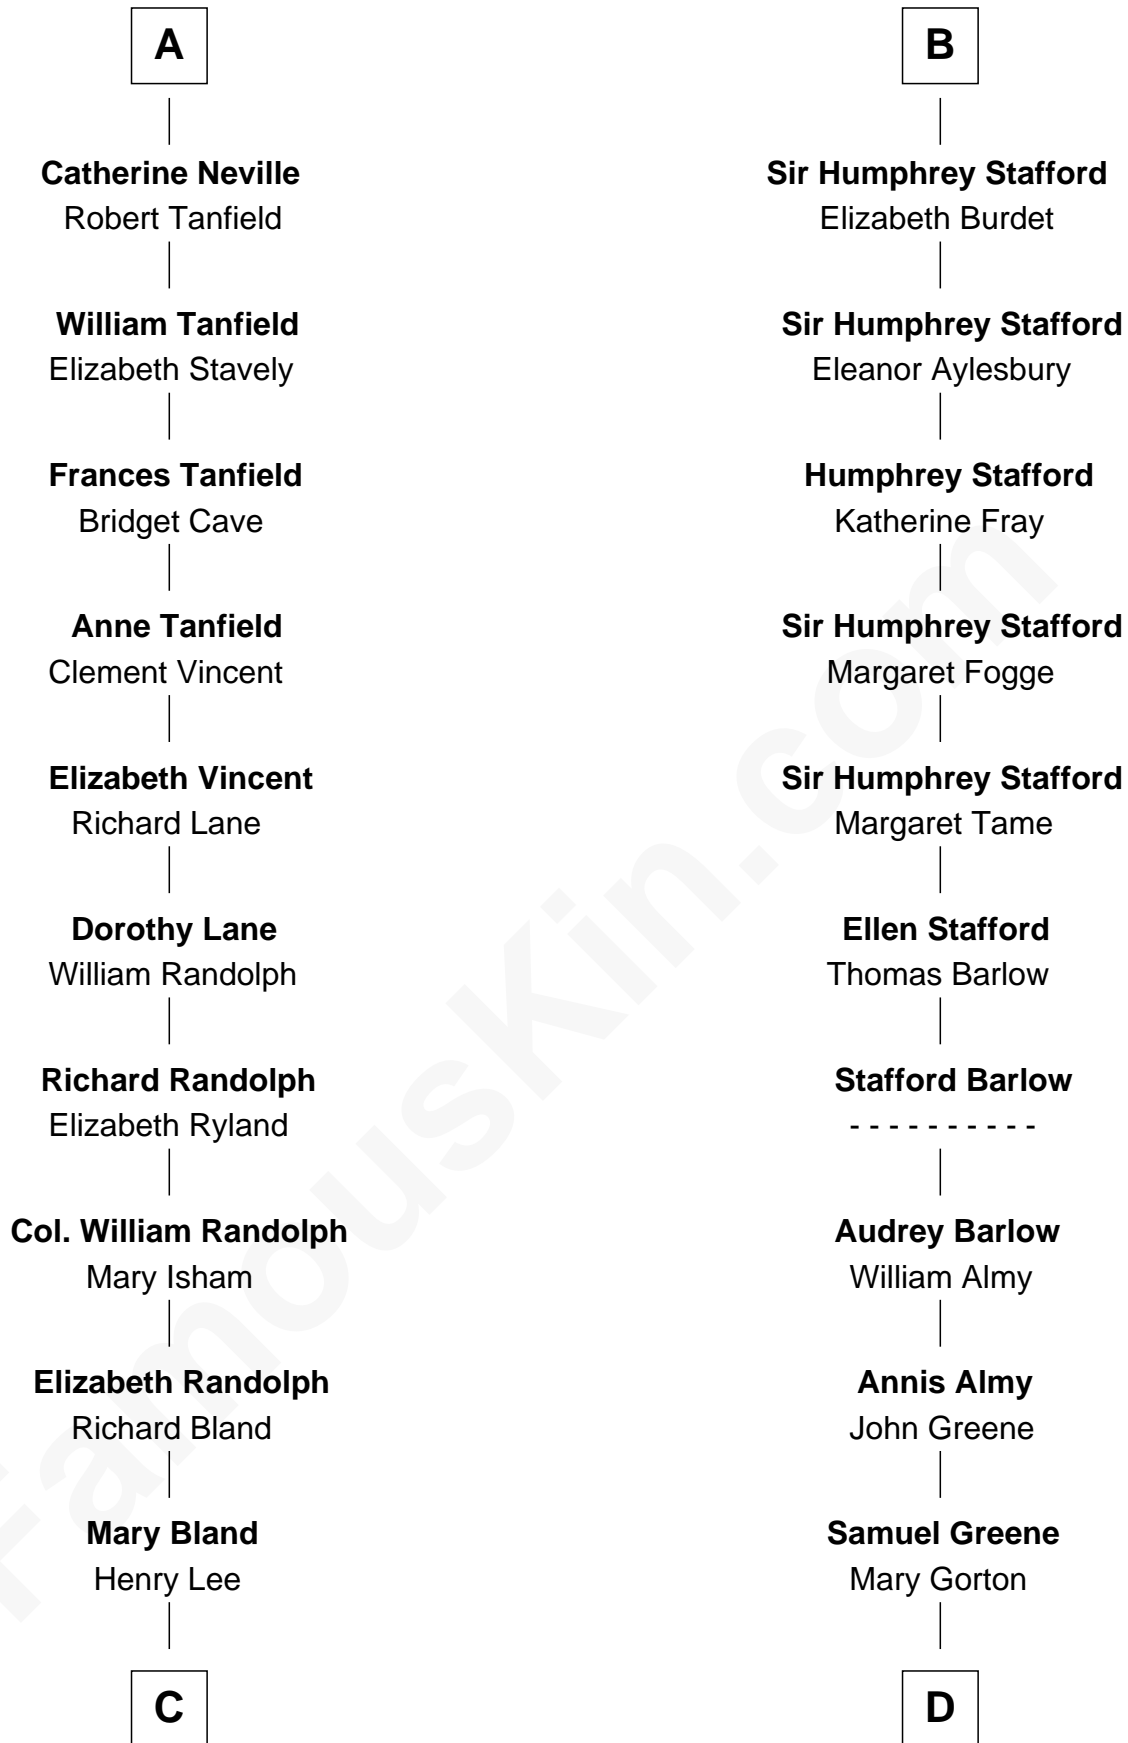 A
Catherine Neville
Robert Tanfield
William Tanfield
Elizabeth Stavely
Frances Tanfield
Bridget Cave
Anne Tanfield
Clement Vincent
Elizabeth Vincent
Richard Lane
Dorothy Lane
William Randolph
Richard Randolph
Elizabeth Ryland
Col. William Randolph
Mary Isham
Elizabeth Randolph
Richard Bland
Mary Bland
Henry Lee
C
B
Sir Humphrey Stafford
Elizabeth Burdet
Sir Humphrey Stafford
Eleanor Aylesbury
Humphrey Stafford
Katherine Fray
Sir Humphrey Stafford
Margaret Fogge
Sir Humphrey Stafford
Margaret Tame
Ellen Stafford
Thomas Barlow
Stafford Barlow
- - - - - - - - - -
Audrey Barlow
William Almy
Annis Almy
John Greene
Samuel Greene
Mary Gorton
D
FamousKin.com